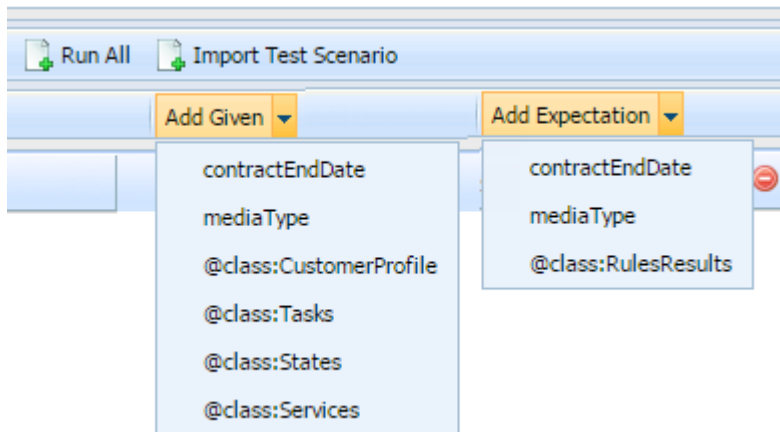 Run All Import Test Scenario
Add Given Add Expectation
contractEndDate
mediaType
@class:CustomerProfile
@class:Tasks
@class:States
@class:Services
contractEndDate
mediaType
@class:RulesResults